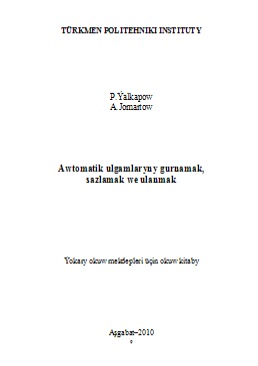 TÜRKMEN POLITEHNIKI INSTITUTY
P.Ýalkapow
A.Jomartow
Awtomatik ulgamlaryny gurnamak,
sazlamak we ulanmak
Ýokary okuw mekdepleri üçin okuw kitaby
Aşgabat–2010